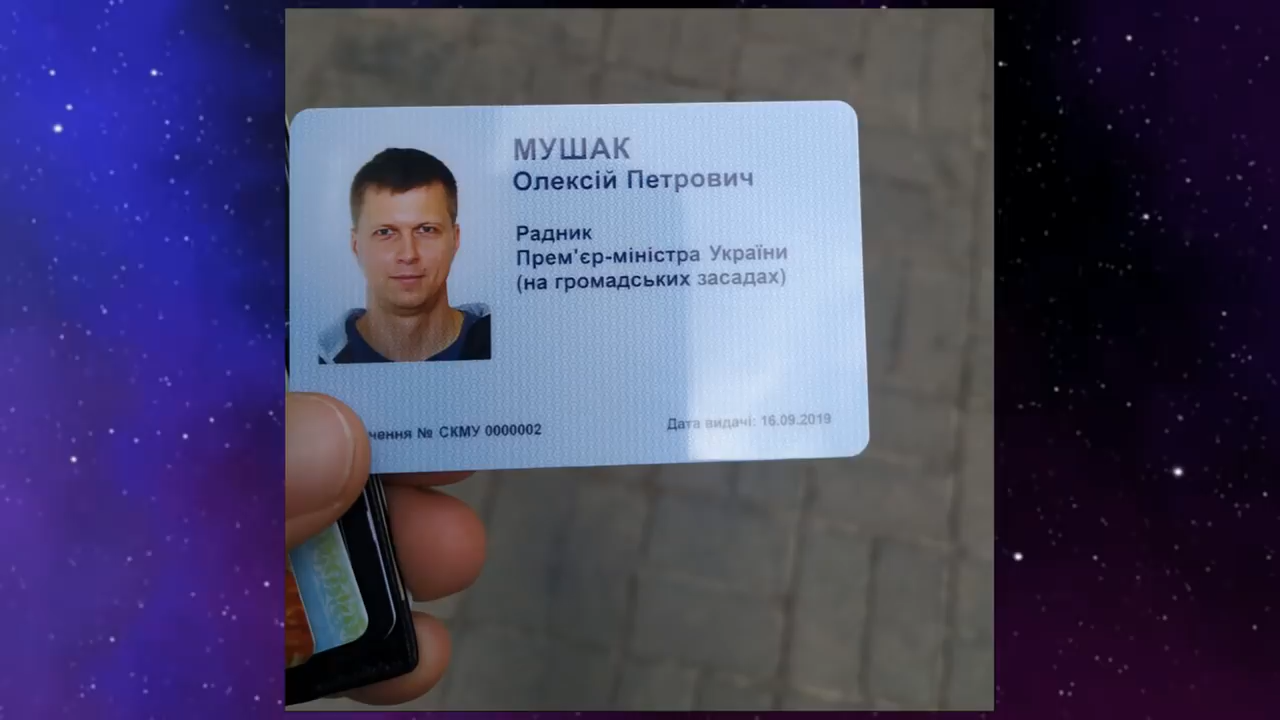 МУШАК
Олексій Петрович
Радник
Прем'єр-міністра України
(на громадських засадах)
№ СКМУ 0000002
Дата видачі: 16.09.2019